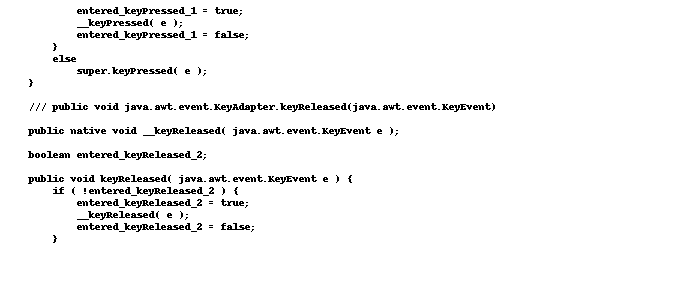 entered_keyPressed_1 = true;
__keyPressed( e );
entered_keyPressed_1 = false;
}
else
super.keyPressed( e );
}
/// public void java.awt.event.KeyAdapter.keyReleased(java.awt.event.KeyEvent)
public native void __keyReleased( java.awt.event.KeyEvent e );
boolean entered_keyReleased_2;
public void keyReleased( java.awt.event.KeyEvent e ) {
if ( !entered_keyReleased_2 ) {
entered_keyReleased_2 = true;
__keyReleased( e );
entered_keyReleased_2 = false;
}